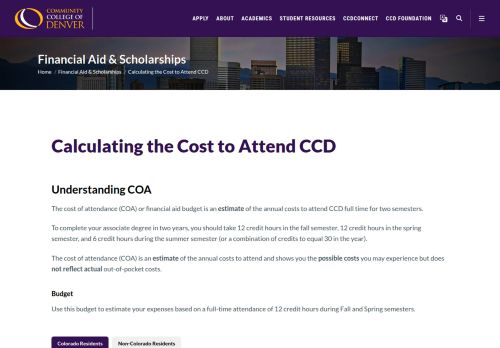 COMMUNITY
COLLEGE OF
DENVER
APPLY ABOUT ACADEMICS STUDENT RESOURCES CCDCONNECT CCD FOUNDATION
Financial Aid & Scholarships
Home / Financial Aid & Scholarships / Calculating the Cost to Attend CCD
Calculating the Cost to Attend CCD
Understanding COA
The cost of attendance (COA) or financial aid budget is an estimate of the annual costs to attend CCD full time for two semesters.
To complete your associate degree in two years, you should take 12 credit hours in the fall semester, 12 credit hours in the spring
semester, and 6 credit hours during the summer semester (or a combination of credits to equal 30 in the year).
The cost of attendance (COA) is an estimate of the annual costs to attend and shows you the possible costs you may experience but does
not reflect actual out-of-pocket costs.
Budget
Use this budget to estimate your expenses based on a full-time attendance of 12 credit hours during Fall and Spring semesters.
Colorado Residents Non-Colorado Residents